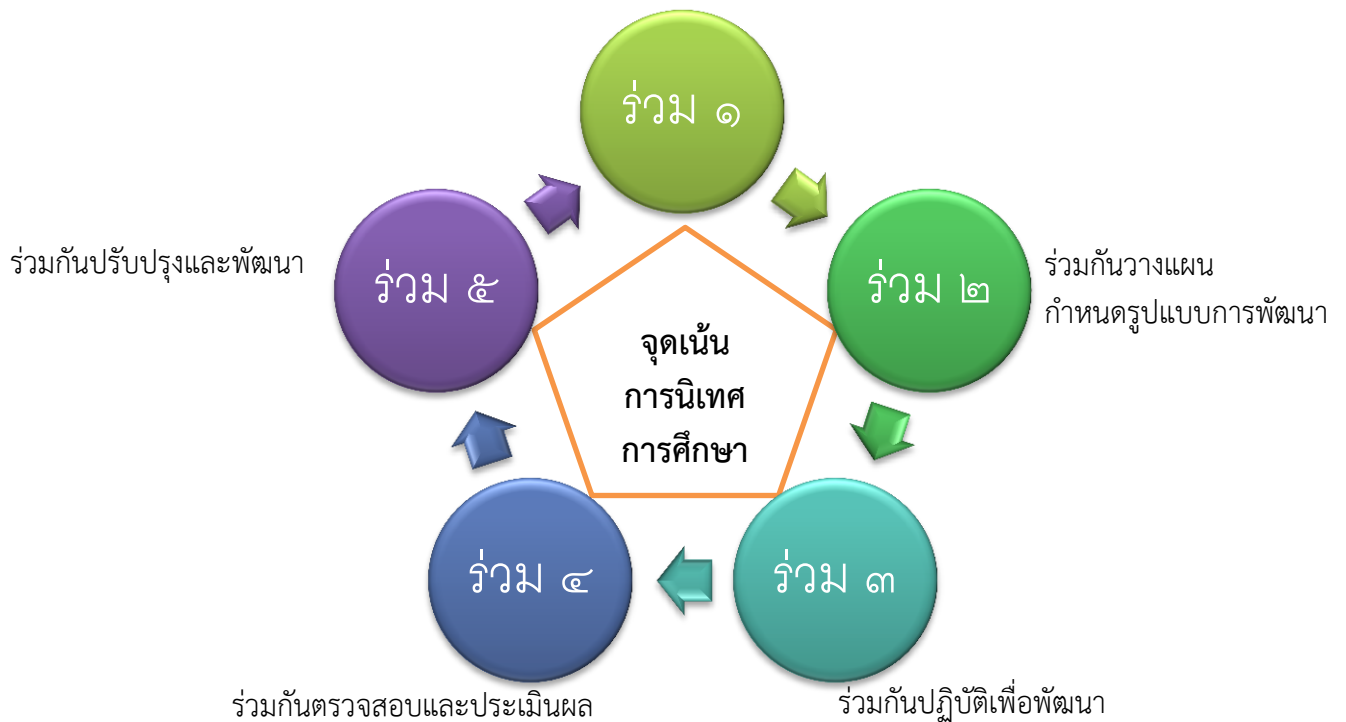 ร่วม ๑
ร่วม ๒
ร่วมกันวางแผน
กำหนดรูปแบบการพัฒนา
ร่วม ๓
ร่วมกันปฏิบัติเพื่อพัฒนา
ร่วม ๔
ร่วมกันตรวจสอบและประเมินผล
ร่วม ๕
ร่วมกันปรับปรุงและพัฒนา
จุดเน้น
การนิเทศ
การศึกษา